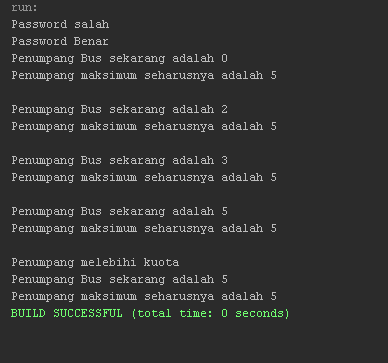 run:
Password salah
Password Benar
Penumpang Bus sekarang adalah 0
Penumpang maksimum seharusnya adalah 5
Penumpang Bus sekarang adalah 2
Penumpang maksimum seharusnya adalah 5
Penumpang Bus sekarang adalah 3
Penumpang maksimum seharusnya adalah 5
Penumpang Bus sekarang adalah 5
Penumpang maksimum seharusnya adalah 5
Penumpang melebihi kuota
Penumpang Bus sekarang adalah 5
Penumpang maksimum seharusnya adalah 5
BUILD SUCCESSFUL (total time: 0 seconds)